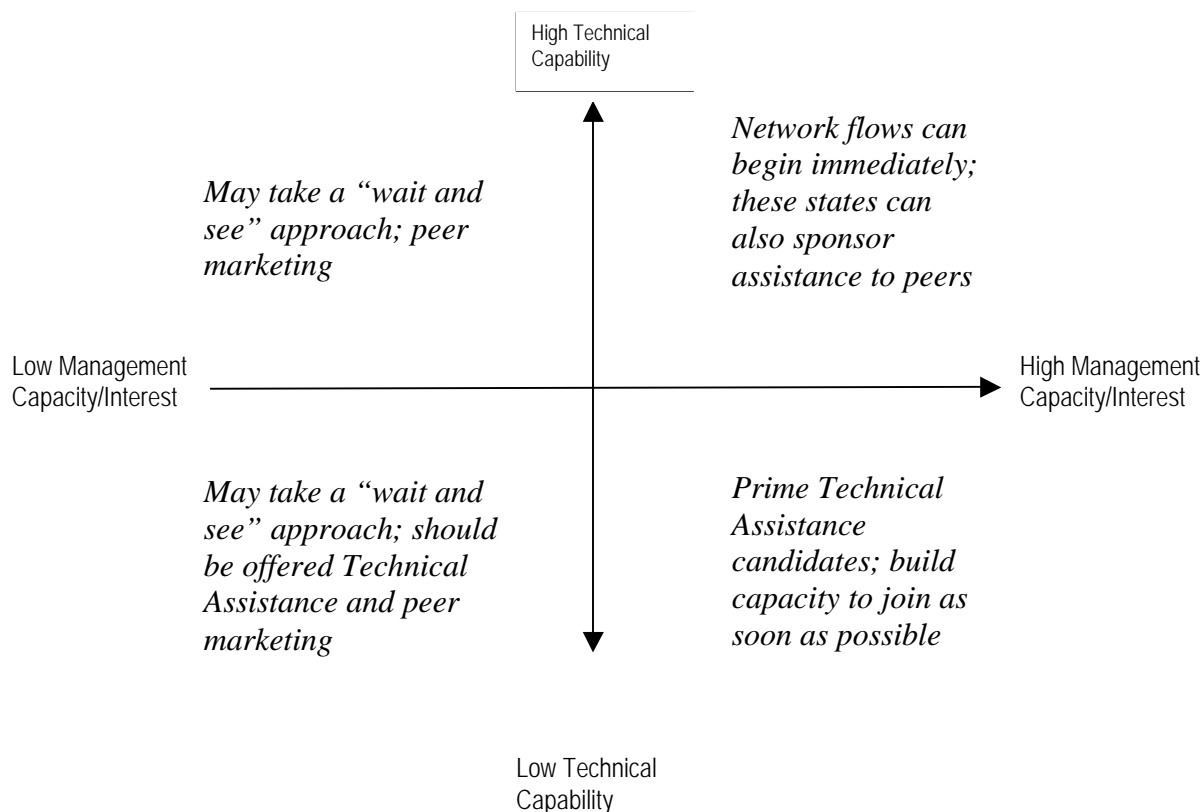 High Technical
Capability
May take a “wait and
see” approach; peer
marketing
Network flows can
begin immediately;
these states can
also sponsor
assistance to peers
Low Management
Capacity/Interest
High Management
Capacity/Interest
May take a “wait and
see” approach; should
be offered Technical
Assistance and peer
marketing
Prime Technical
Assistance
candidates; build
capacity to join as
soon as possible
Low Technical
Capability